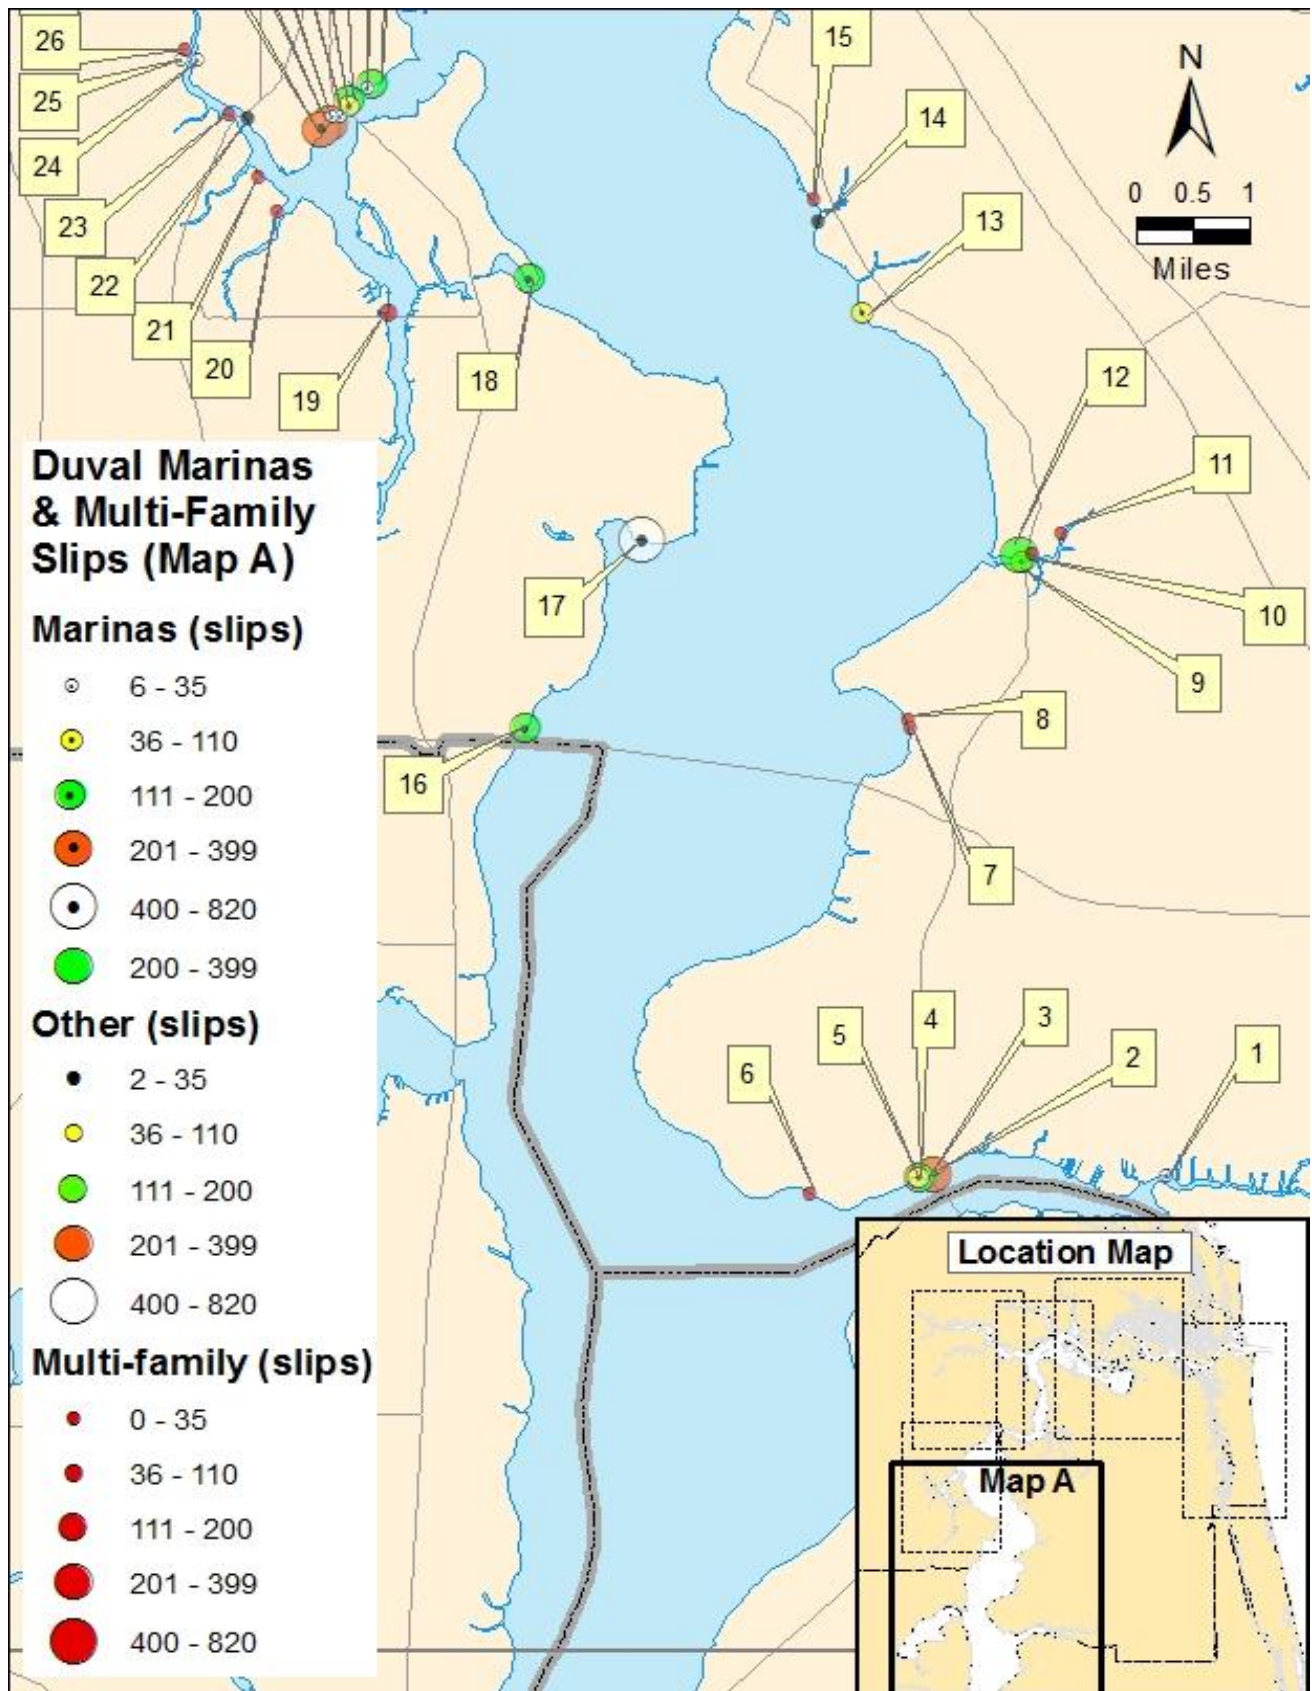 26
15
25
14
N
24
0 0.5 1
23
13
Miles
22
21
20
19
18
12
11
Duval Marinas
& Multi-Family
Slips (Map A)
17
10
9
Marinas (slips)
6 - 35
8
36 - 110
16
111 - 200
201 - 399
7
400 - 820
200 - 399
Other (slips)
5
4
3
2
1
6
2 - 35
36 - 110
111 - 200
201 - 399
400 - 820
Location Map
Multi-family (slips)
0 - 35
36 - 110
Map A
111 - 200
201 - 399
400 - 820